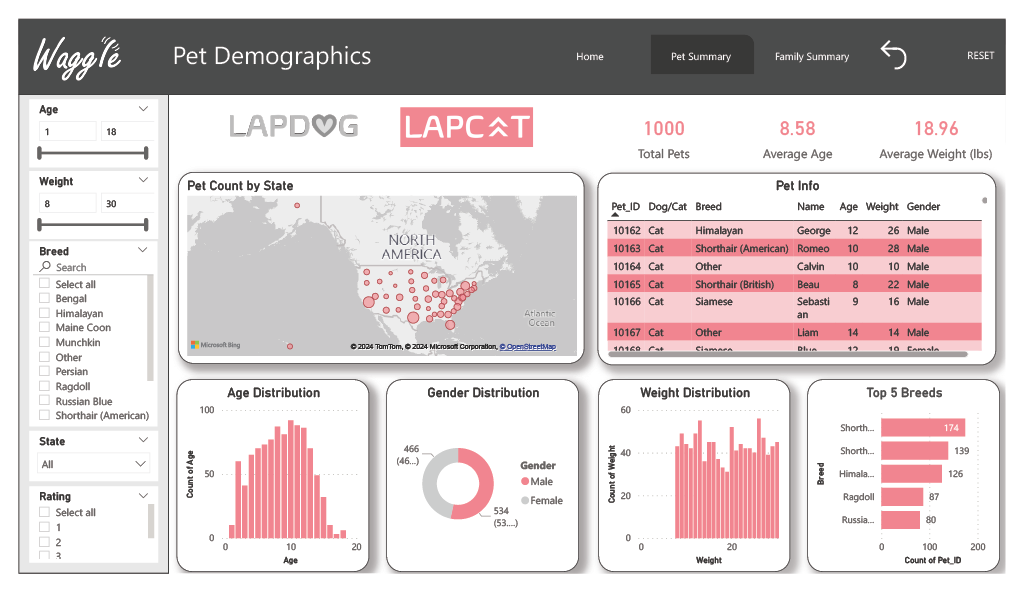 Waggle
Pet Demographics
Home
Pet Summary
Family Summary
RESET
Age
1
18
Weight
8
30
Breed
Search
Select all
Bengal
Himalayan
Maine Coon
Munchkin
Other
Persian
Ragdoll
Russian Blue
Shorthair (American)
State
All
Rating
Select all
1
2
3
LAPDOG
LAPCAT
1000
Total Pets
8.58
Average Age
18.96
Average Weight (lbs)
Pet Count by State
NORTH
AMERICA
Atlantic
Ocean
Microsoft Bing
© 2024 TomTom, © 2024 Microsoft Corporation, © OpenStreetMap
Pet Info
Pet_ID Dog/Cat Breed Name Age Weight Gender
10162 Cat Himalayan George 12 26 Male
10163 Cat Shorthair (American) Romeo 10 28 Male
10164 Cat Other Calvin 10 10 Male
10165 Cat Shorthair (British) Beau 8 22 Male
10166 Cat Siamese Sebasti 9 16 Male
an
10167 Cat Other Liam 14 14 Male
10168 Cat Siamese Blue 12 19 Female
Age Distribution
Count of Age
100
50
0
0 10 20
Age
Gender Distribution
466
(46...)
534
(53....)
Gender
Male
Female
Weight Distribution
Count of Weight
60
40
20
0
0 20
Weight
Top 5 Breeds
Breed
Shorth... 174
Shorth... 139
Himala... 126
Ragdoll 87
Russia... 80
0 100 200
Count of Pet_ID